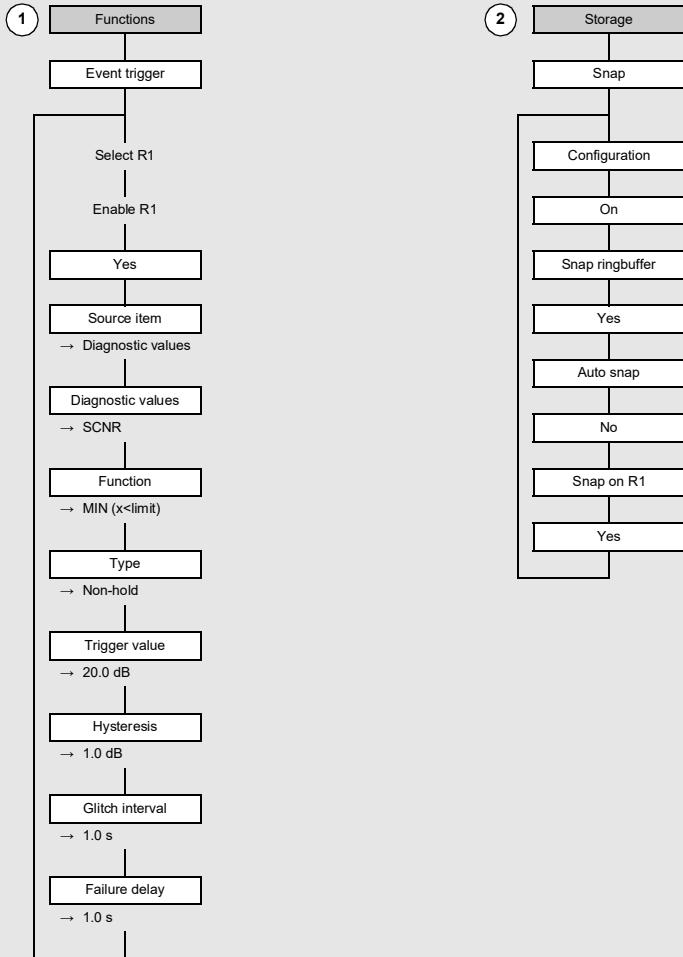 1
Functions
Event trigger
Select R1
Enable R1
Yes
Source item
→ Diagnostic values
Diagnostic values
→ SCNR
Function
→ MIN (x<limit)
Type
→ Non-hold
Trigger value
→ 20.0 dB
Hysteresis
→ 1.0 dB
Glitch interval
→ 1.0 s
Failure delay
→ 1.0 s
2
Storage
Snap
Configuration
On
Snap ringbuffer
Yes
Auto snap
No
Snap on R1
Yes